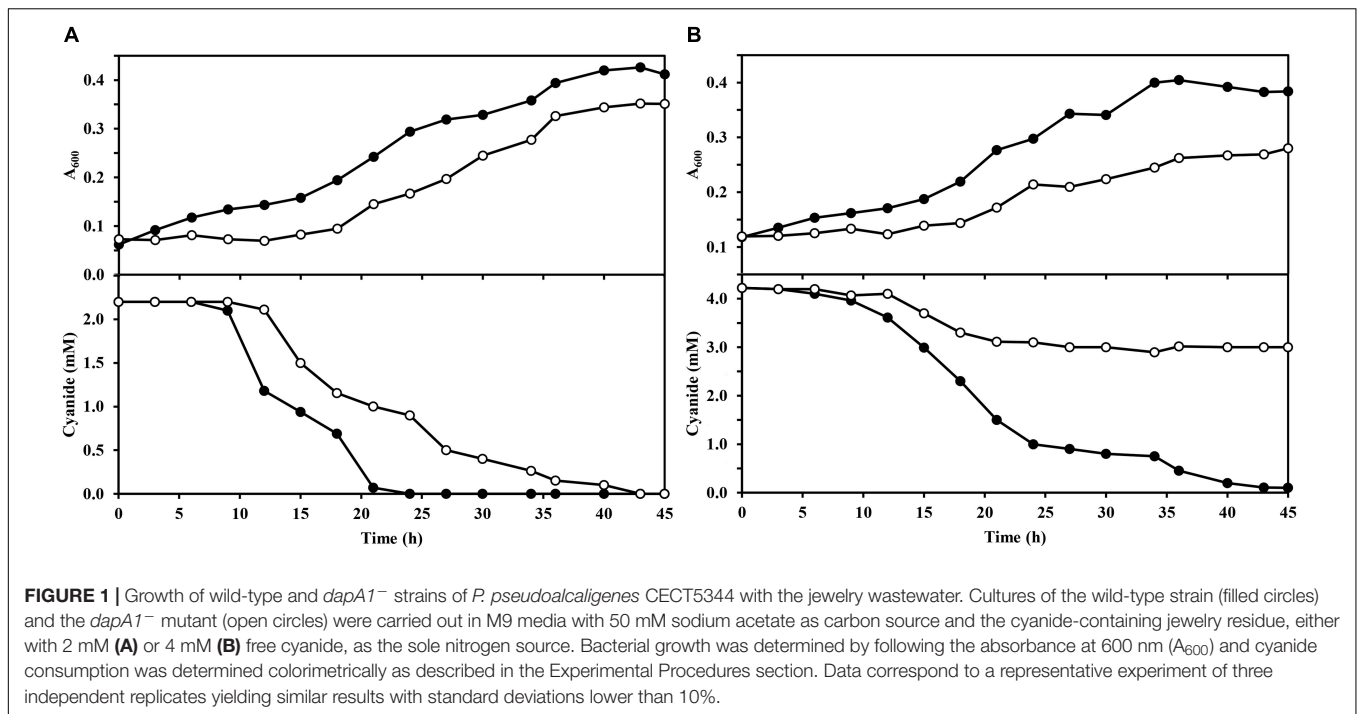 A
B
0.4
0.3
0.2
0.1
0.0
A600
0.4
0.3
0.2
0.1
A600
2.0
1.5
1.0
0.5
0.0
Cyanide (mM)
4.0
3.0
2.0
1.0
0.0
Cyanide (mM)
0 5 10 15 20 25 30 35 40 45
Time (h)
0 5 10 15 20 25 30 35 40 45
Time (h)
FIGURE 1 | Growth of wild-type and dapA1− strains of P. pseudoalcaligenes CECT5344 with the jewelry wastewater. Cultures of the wild-type strain (filled circles)
and the dapA1− mutant (open circles) were carried out in M9 media with 50 mM sodium acetate as carbon source and the cyanide-containing jewelry residue, either
with 2 mM (A) or 4 mM (B) free cyanide, as the sole nitrogen source. Bacterial growth was determined by following the absorbance at 600 nm (A600) and cyanide
consumption was determined colorimetrically as described in the Experimental Procedures section. Data correspond to a representative experiment of three
independent replicates yielding similar results with standard deviations lower than 10%.